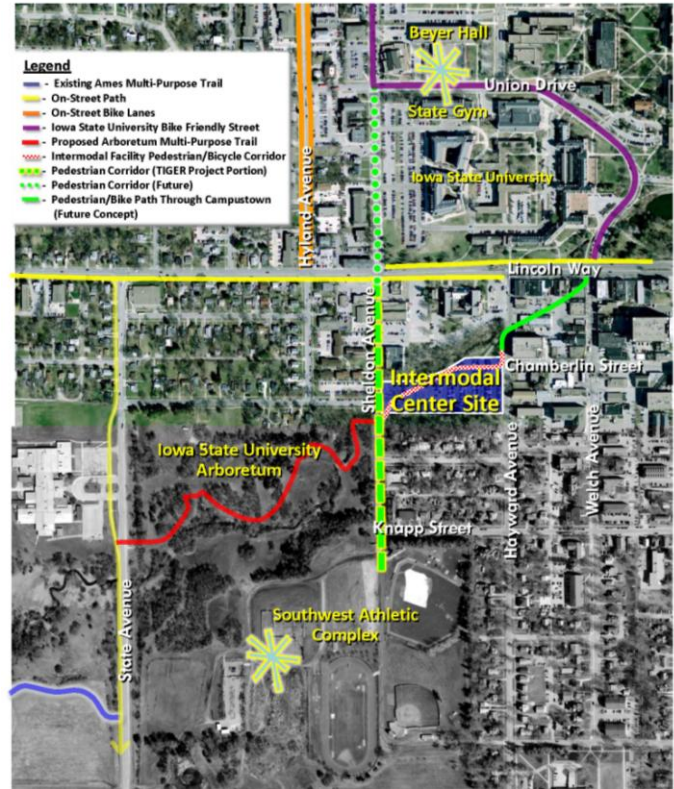 Beyer Hall
Legend
- Existing Ames Multi-Purpose Trail
- On-Street Path
- On-Street Bike Lanes
- Iowa State University Bike Friendly Street
- Proposed Arboretum Multi-Purpose Trail
- Intermodal Facility Pedestrian/Bicycle Corridor
- Pedestrian Corridor (TIGER Project Portion)
- Pedestrian Corridor (Future)
- Pedestrian/Bike Path Through Campustown
(Future Concept)
Union Drive
State Gym
Hyland Avenue
Iowa State University
Lincoln Way
Sheldon Avenue
Chamberlin Street
Intermodal
Center Site
Iowa State University
Arboretum
Hayward Avenue
Welch Avenue
Knapp Street
State Avenue
Southwest Athletic
Complex